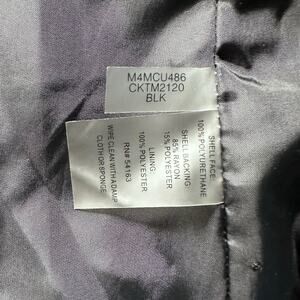 M4MCU486
CKTM2120
BLK
SHELL FACE:
100% POLYURETHANE
SHELL BACKING:
85% RAYON
15% POLYESTER
LINING:
100% POLYESTER
RN# 54163
WIPE CLEAN WITH A DAMP
CLOTH OR SPONGE